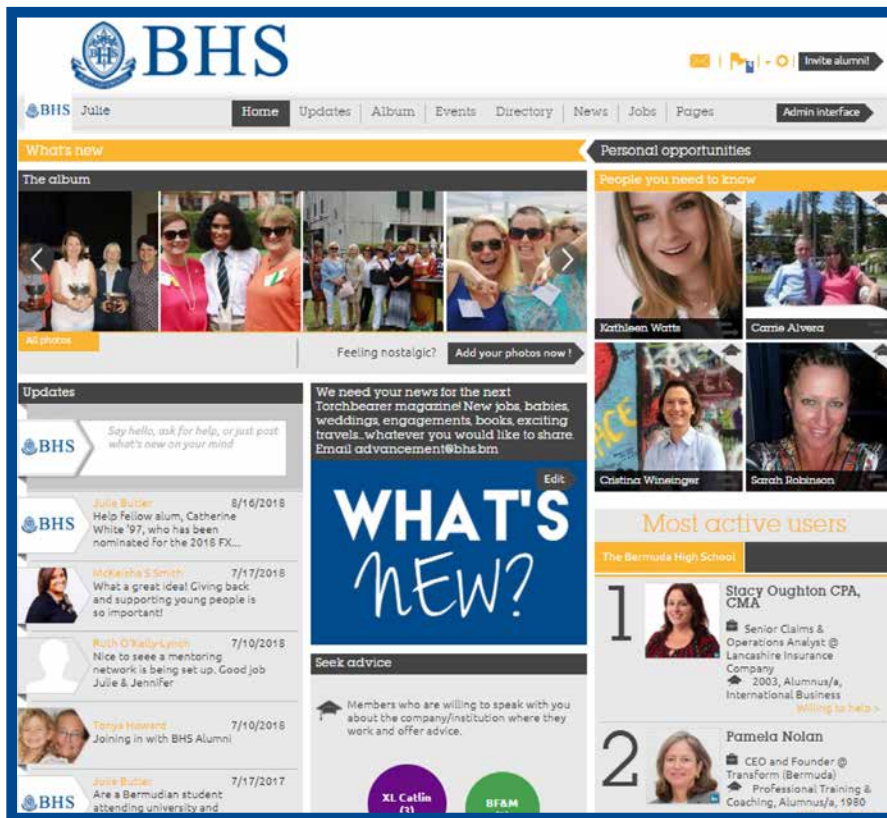 BHS
Invite alumni!
BHS
Julie
Home
Updates
Album
Events
Directory
News
Jobs
Pages
Admin interface
What's new
Personal opportunities
The album
People you need to know
Kathleen Watts
Carrie Alvera
All photos
Feeling nostalgic?
Add your photos now !
Cristina Wineinger
Sarah Robinson
Updates
BHS
Say hello, ask for help, or just post
what's new on your mind
BHS
Julie Butler
8/16/2018
Help fellow alum, Catherine
White '97, who has been
nominated for the 2018 FX...
McKeisha S Smith
7/17/2018
What a great idea! Giving back
and supporting young people is
so important!
Ruth O'Kelly-Lynch
7/10/2018
Nice to seee a mentoring
network is being set up. Good job
Julie & Jennifer
Tonya Howard
7/10/2018
Joining in with BHS Alumni
BHS
Julie Butler
7/17/2017
Are a Bermudian student
attending university and
We need your news for the next
Torchbearer magazine! New jobs, babies,
weddings, engagements, books, exciting
travels...whatever you would like to share.
Email advancement@bhs.bm
Edit
WHAT'S
NEW?
Seek advice
Members who are willing to speak with you
about the company/institution where they
work and offer advice.
XL Catlin
(3)
BF&M
Most active users
The Bermuda High School
1
Stacy Oughton CPA,
CMA
Senior Claims &
Operations Analyst @
Lancashire Insurance
Company
2003, Alumnus/a,
International Business
Willing to help >
2
Pamela Nolan
CEO and Founder @
Transform (Bermuda)
Professional Training &
Coaching, Alumnus/a, 1980